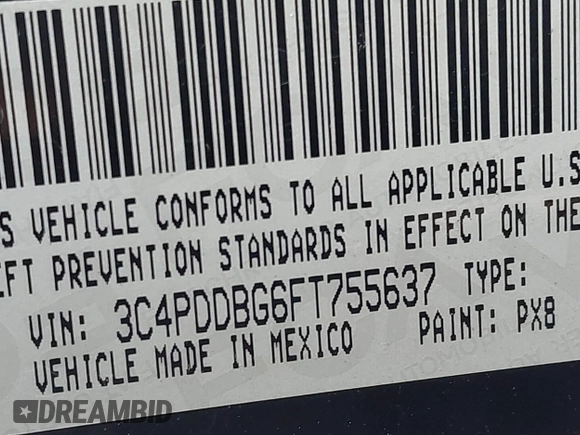 S VEHICLE CONFORMS TO ALL APPLICABLE U.S
EFT PREVENTION STANDARDS IN EFFECT ON THE
VIN: 3C4PDDBG6FT755637 TYPE:
VEHICLE MADE IN MEXICO PAINT: PX8
DREAMBID